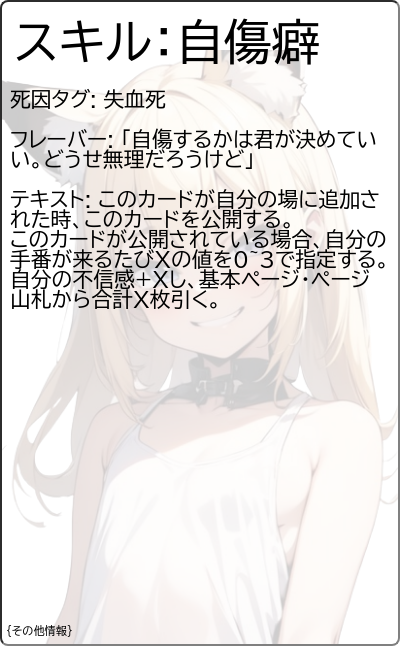 スキル：自傷癖
死因タグ: 失血死
フレーバー: 「自傷するかは君が決めてい
い。どうせ無理だろうけど」
テキスト: このカードが自分の場に追加さ
れた時、このカードを公開する。
このカードが公開されている場合、自分の
手番が来るたびXの値を0~3で指定する。
自分の不信感+Xし、基本ページ・ページ
山札から合計X枚引く。
{その他情報}